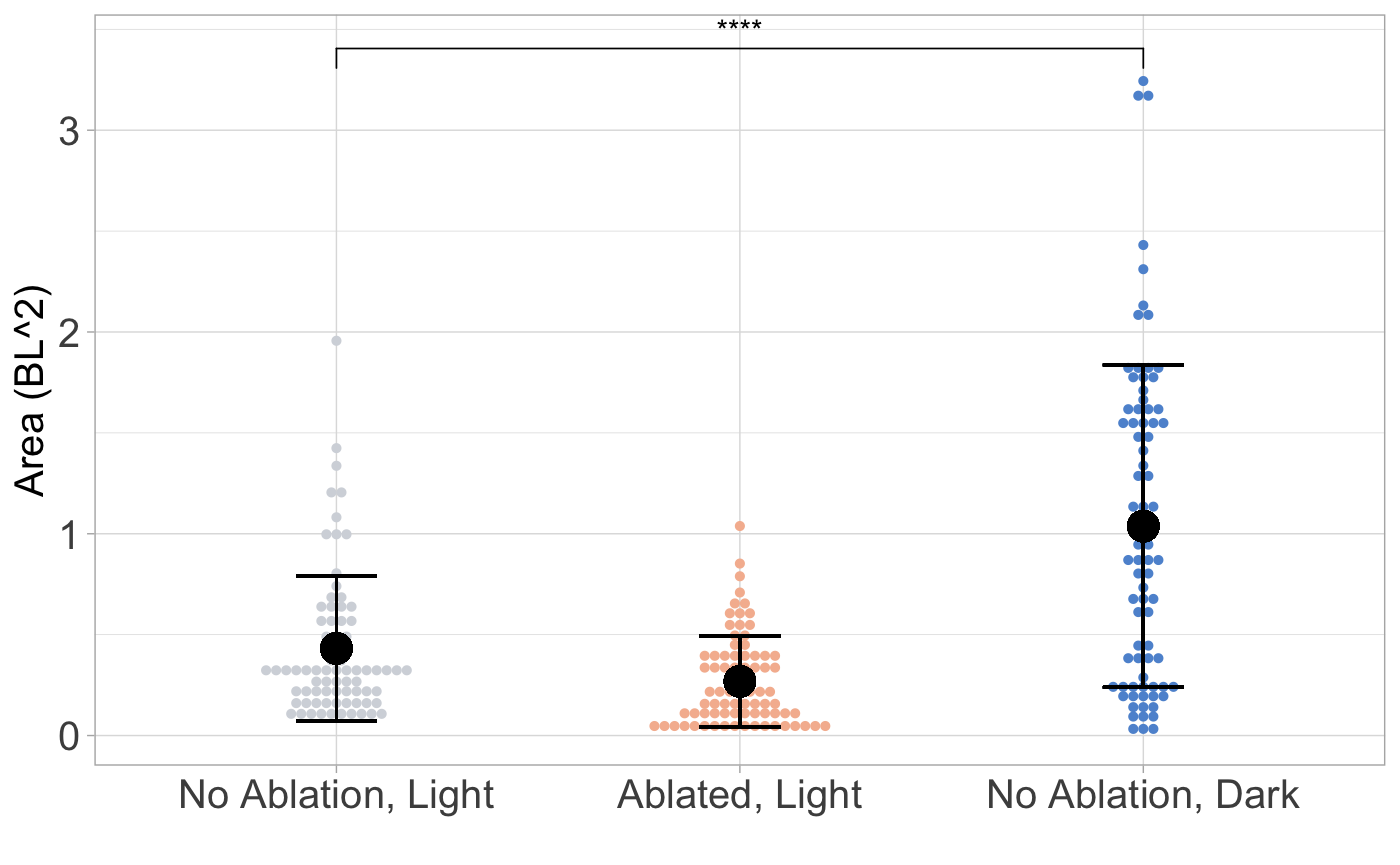 ****
3
2
1
0
Area (BL^2)
No Ablation, Light
Ablated, Light
No Ablation, Dark